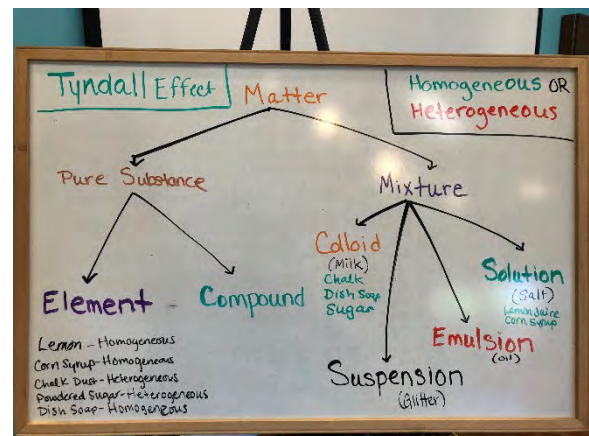 Tyndall Effect
Matter
Homogeneous OR
Heterogeneous
Pure Substance
Mixture
Element
Compound
Colloid
(Milk)
Chalk
Dish Soap
Sugar
Suspension
(Glitter)
Emulsion
(oil)
Solution
(Salt)
Lemon Juice
Corn Syrup
Lemon - Homogeneous
Corn Syrup - Homogeneous
Chalk Dust - Heterogeneous
Powdered Sugar - Heterogeneous
Dish Soap - Homogeneous